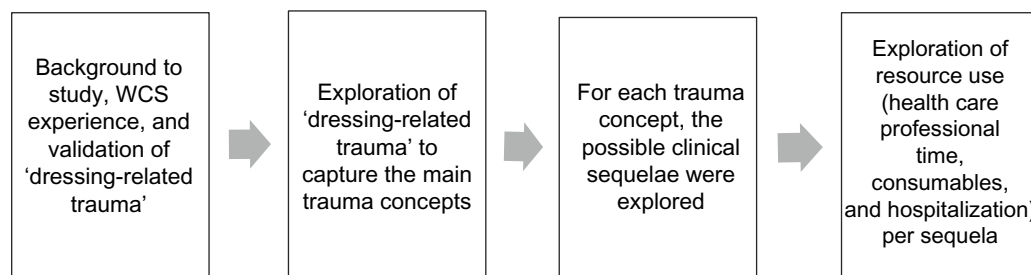 Background to
study, WCS
experience, and
validation of
‘dressing-related
trauma’
Exploration of
‘dressing-related
trauma’ to
capture the main
trauma concepts
For each trauma
concept, the
possible clinical
sequelae were
explored
Exploration of
resource use
(health care
professional
time,
consumables,
and hospitalization)
per sequela